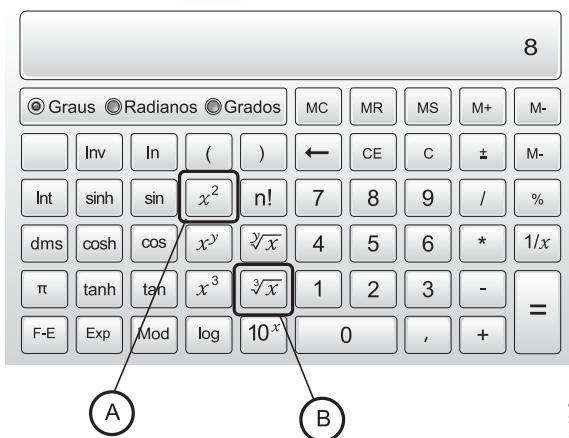 8
Graus Radianos Grados MC MR MS M+ M-
Inv In ( ) ← CE C ± M-
Int sinh sin x² n! 7 8 9 / %
dms cosh cos xʸ ʸ√x 4 5 6 * 1/x
π tanh tan x³ ³√x 1 2 3 - =
F-E Exp Mod log 10ˣ 0 , +
A B